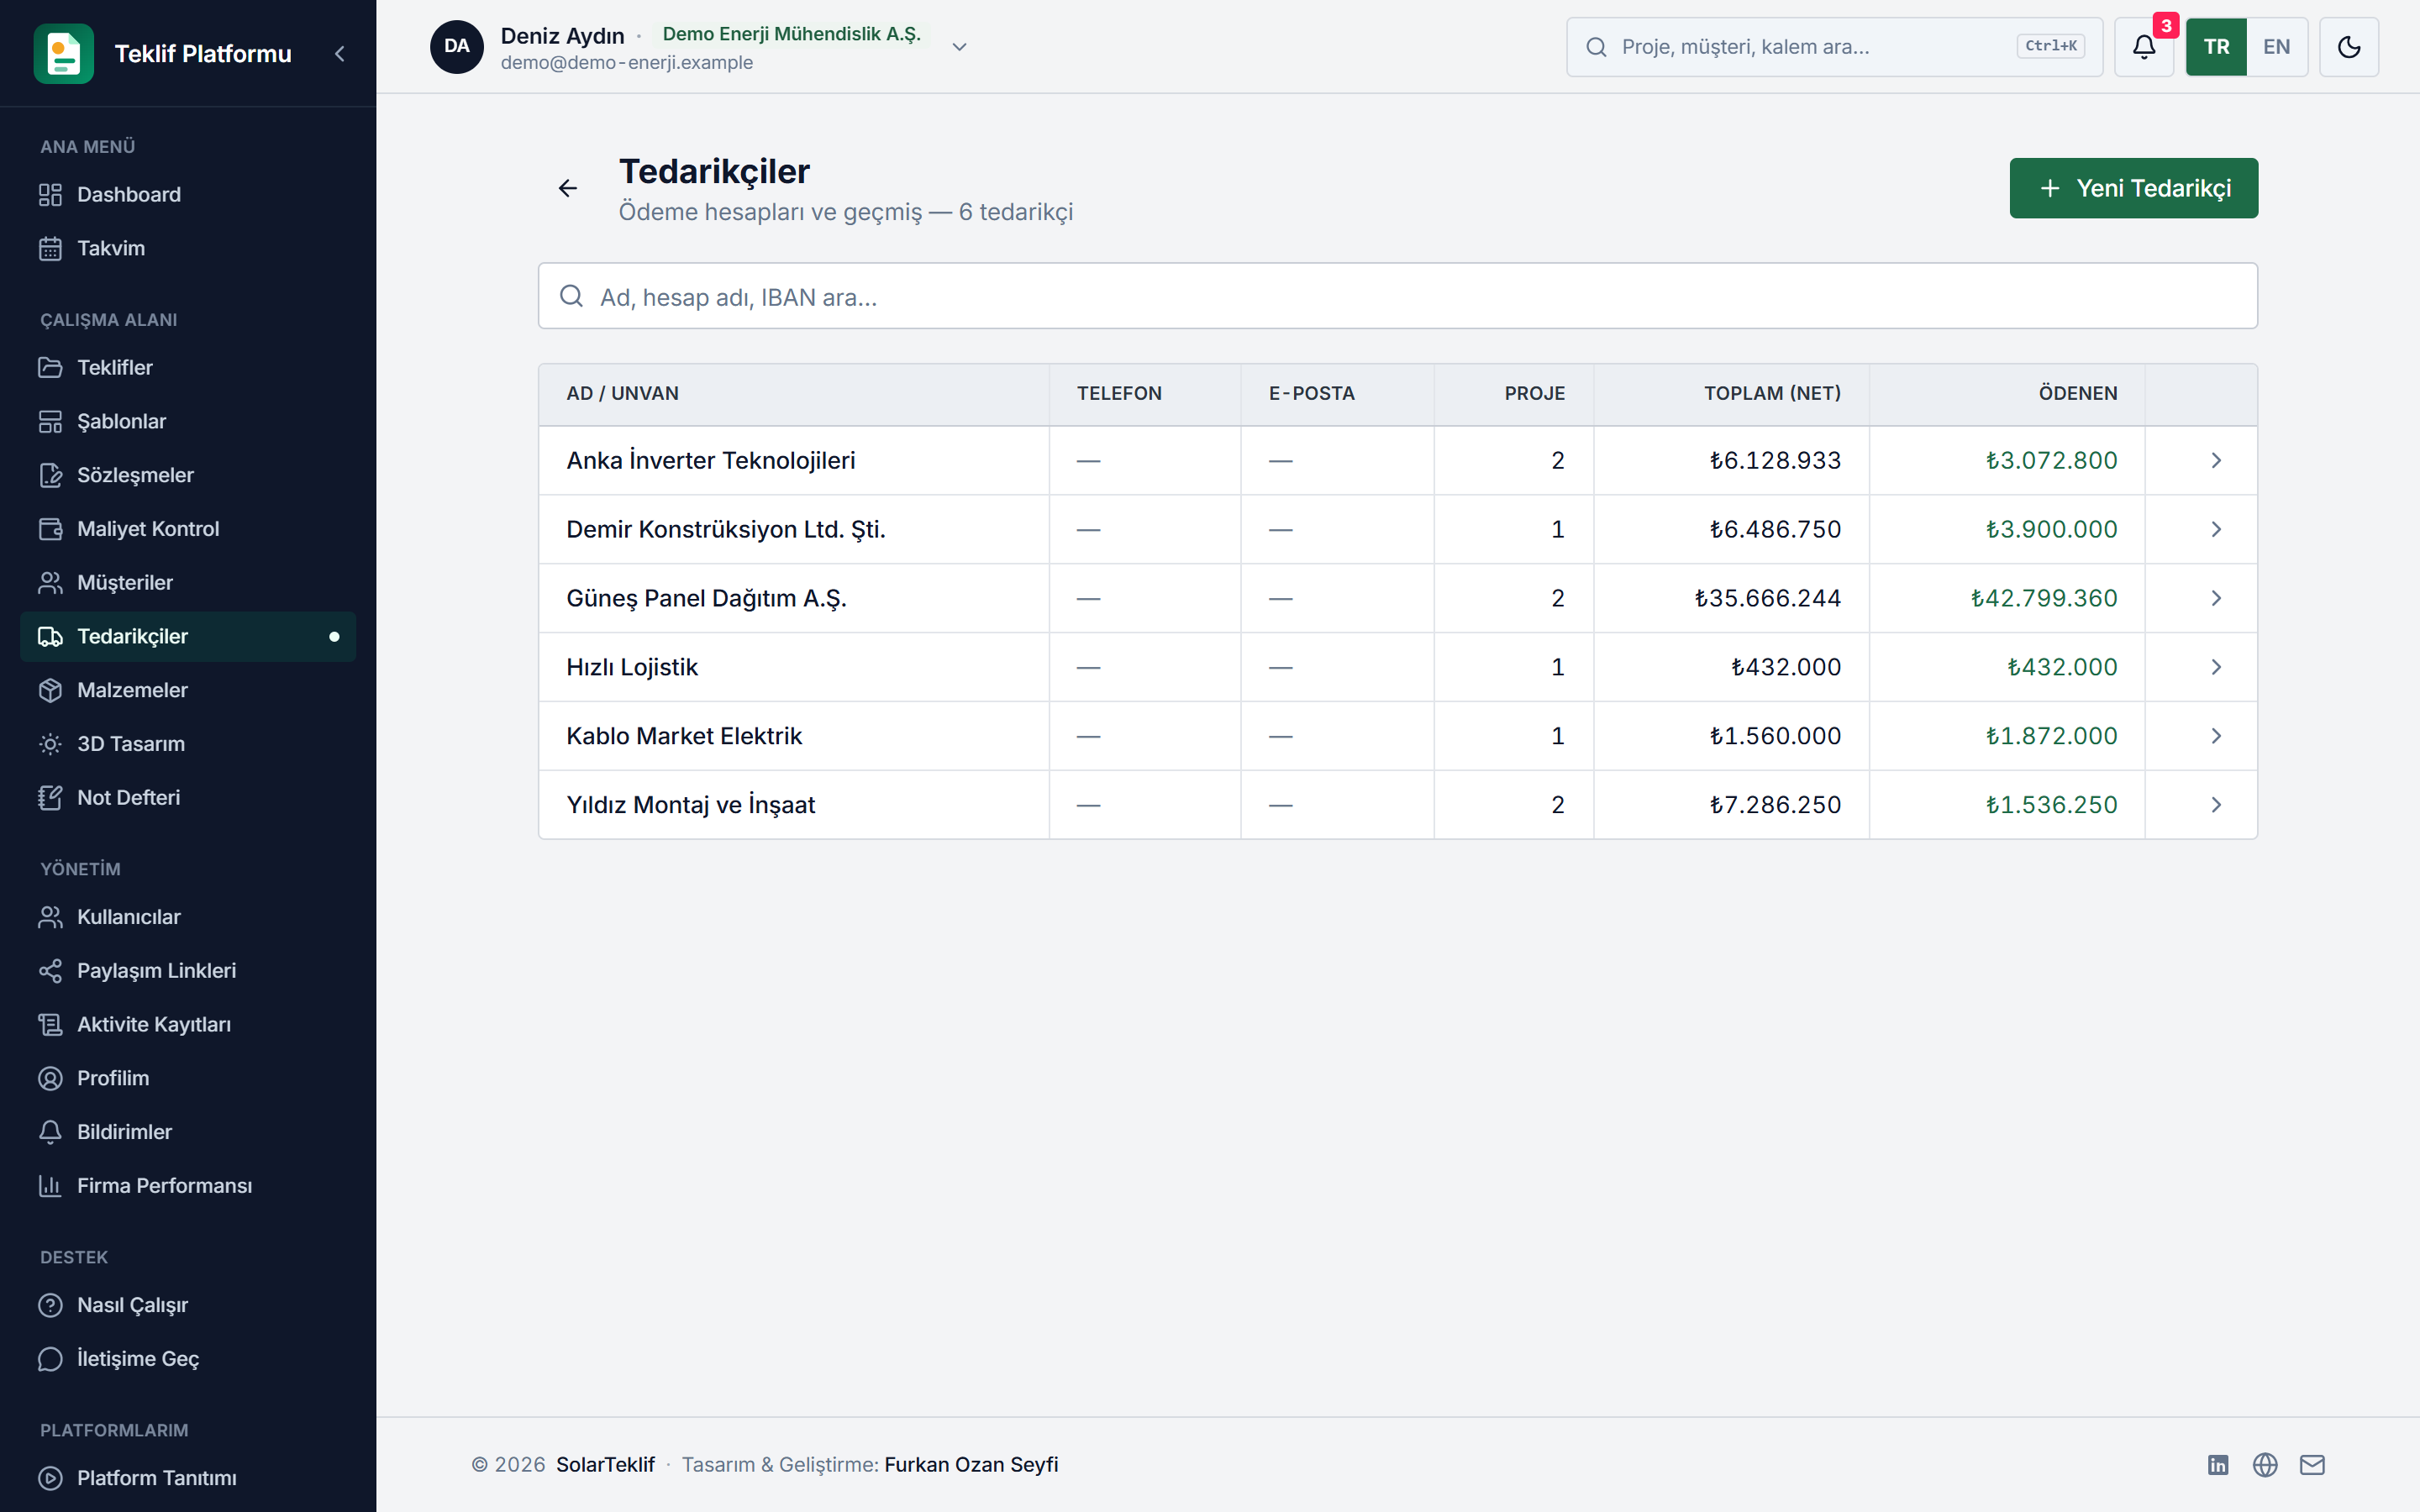 Teklif Platformu
ANA MENÜ
Dashboard
Takvim
ÇALIŞMA ALANI
Teklifler
Şablonlar
Sözleşmeler
Maliyet Kontrol
Müşteriler
Tedarikçiler
Malzemeler
3D Tasarım
Not Defteri
YÖNETİM
Kullanıcılar
Paylaşım Linkleri
Aktivite Kayıtları
Profilim
Bildirimler
Firma Performansı
DESTEK
Nasıl Çalışır
İletişime Geç
PLATFORMLARIM
Platform Tanıtımı
DA
Deniz Aydın · Demo Enerji Mühendislik A.Ş.
demo@demo-enerji.example
Proje, müşteri, kalem ara... Ctrl+K
3
TR EN
Tedarikçiler
Ödeme hesapları ve geçmiş — 6 tedarikçi
+ Yeni Tedarikçi
Ad, hesap adı, IBAN ara...
AD / UNVAN TELEFON E-POSTA PROJE TOPLAM (NET) ÖDENEN
Anka İnverter Teknolojileri — — 2 ₺6.128.933 ₺3.072.800
Demir Konstrüksiyon Ltd. Şti. — — 1 ₺6.486.750 ₺3.900.000
Güneş Panel Dağıtım A.Ş. — — 2 ₺35.666.244 ₺42.799.360
Hızlı Lojistik — — 1 ₺432.000 ₺432.000
Kablo Market Elektrik — — 1 ₺1.560.000 ₺1.872.000
Yıldız Montaj ve İnşaat — — 2 ₺7.286.250 ₺1.536.250
© 2026 SolarTeklif · Tasarım & Geliştirme: Furkan Ozan Seyfi